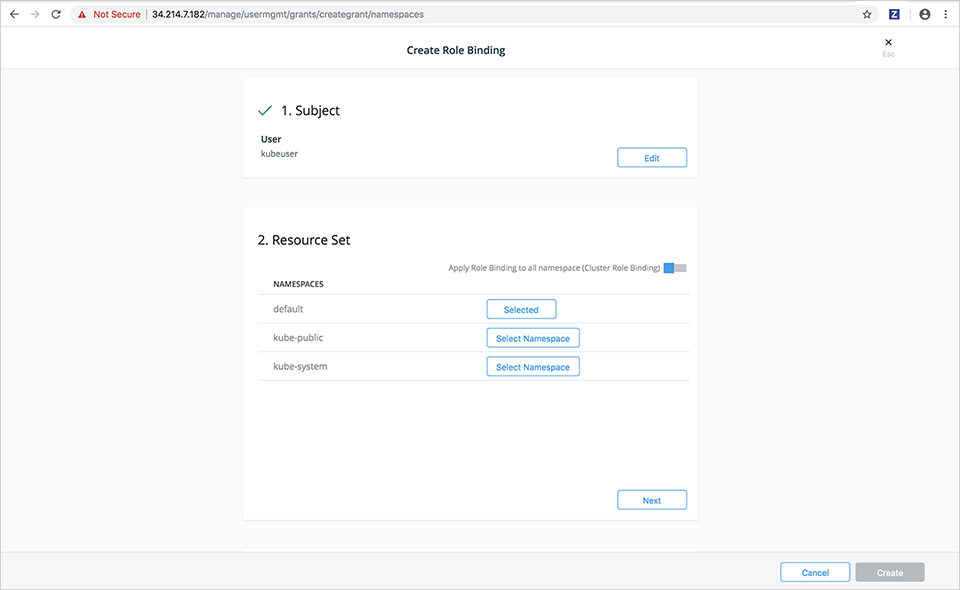 Not Secure | 34.214.7.182/manage/usermgmt/grants/creategrant/namespaces
Z
Create Role Binding
Esc
1. Subject
User
kubeuser
Edit
2. Resource Set
Apply Role Binding to all namespace (Cluster Role Binding)
NAMESPACES
default Selected
kube-public Select Namespace
kube-system Select Namespace
Next
Cancel Create